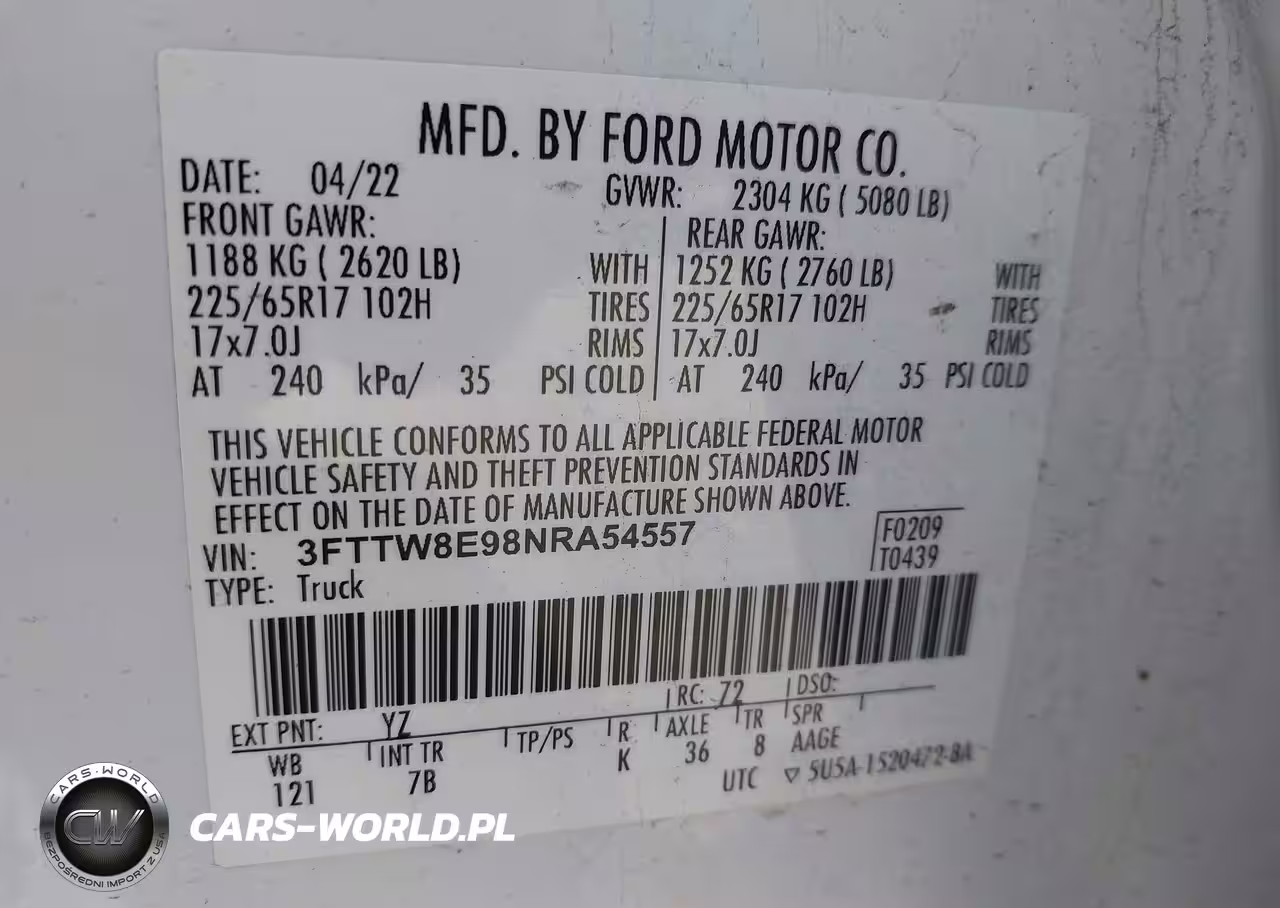 MFD. BY FORD MOTOR CO.
DATE: 04/22 GVWR: 2304 KG ( 5080 LB)
FRONT GAWR: REAR GAWR:
1188 KG ( 2620 LB) WITH 1252 KG ( 2760 LB) WITH
225/65R17 102H TIRES 225/65R17 102H TIRES
17x7.0J RIMS 17x7.0J RIMS
AT 240 kPa/ 35 PSI COLD AT 240 kPa/ 35 PSI COLD
THIS VEHICLE CONFORMS TO ALL APPLICABLE FEDERAL MOTOR
VEHICLE SAFETY AND THEFT PREVENTION STANDARDS IN
EFFECT ON THE DATE OF MANUFACTURE SHOWN ABOVE.
VIN: 3FTTW8E98NRA54557 F0209
TYPE: Truck T0439
EXT PNT: YZ RC: 72 DSO:
WB INT TR TP/PS R AXLE TR SPR
121 7B K 36 8 AAGE
UTC ▽ 5U5A-1520472-BA
CARS-WORLD
CW
BEZPOŚREDNI IMPORT Z USA
CARS-WORLD.PL